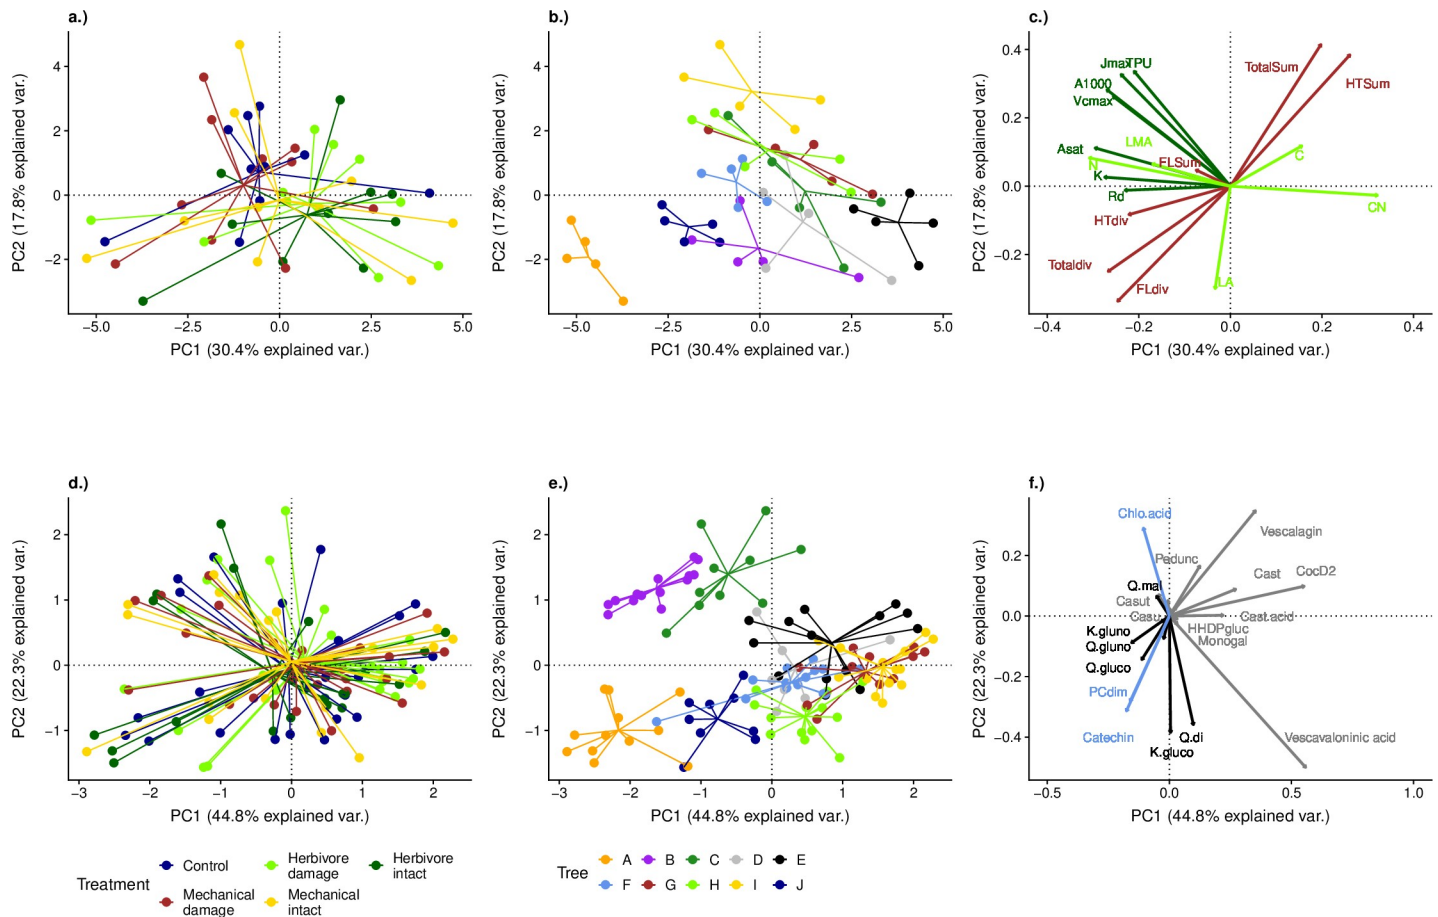 a.)
b.)
c.)
PC2 (17.8% explained var.)
4
2
0
−2
−5.0
−2.5
0.0
2.5
5.0
PC1 (30.4% explained var.)
PC2 (17.8% explained var.)
4
2
0
−2
−5.0
−2.5
0.0
2.5
5.0
PC1 (30.4% explained var.)
PC2 (17.8% explained var.)
0.4
0.2
0.0
−0.2
−0.4
−0.2
0.0
0.2
0.4
PC1 (30.4% explained var.)
JmaxTPU
A1000
Vcmax
TotalSum
HTSum
Asat
LMA
N
FLSum
C
K
Rd
CN
HTdiv
Totaldiv
FLdiv
LA
d.)
e.)
f.)
PC2 (22.3% explained var.)
2
1
0
−1
−3
−2
−1
0
1
2
PC1 (44.8% explained var.)
PC2 (22.3% explained var.)
2
1
0
−1
−3
−2
−1
0
1
2
PC1 (44.8% explained var.)
PC2 (22.3% explained var.)
0.2
0.0
−0.2
−0.4
−0.5
0.0
0.5
1.0
PC1 (44.8% explained var.)
Chlo.acid
Vescalagin
Pedunc
Cast
CocD2
Q.mal
Casut
Casu
Cast.acid
HHDPgluc
Monogal
K.gluno
Q.gluno
Q.gluco
PCdim
Catechin
Q.di
K.gluco
Vescavaloninic acid
Treatment
Control
Mechanical
damage
Herbivore
damage
Mechanical
intact
Herbivore
intact
Tree
A B C D E
F G H I J